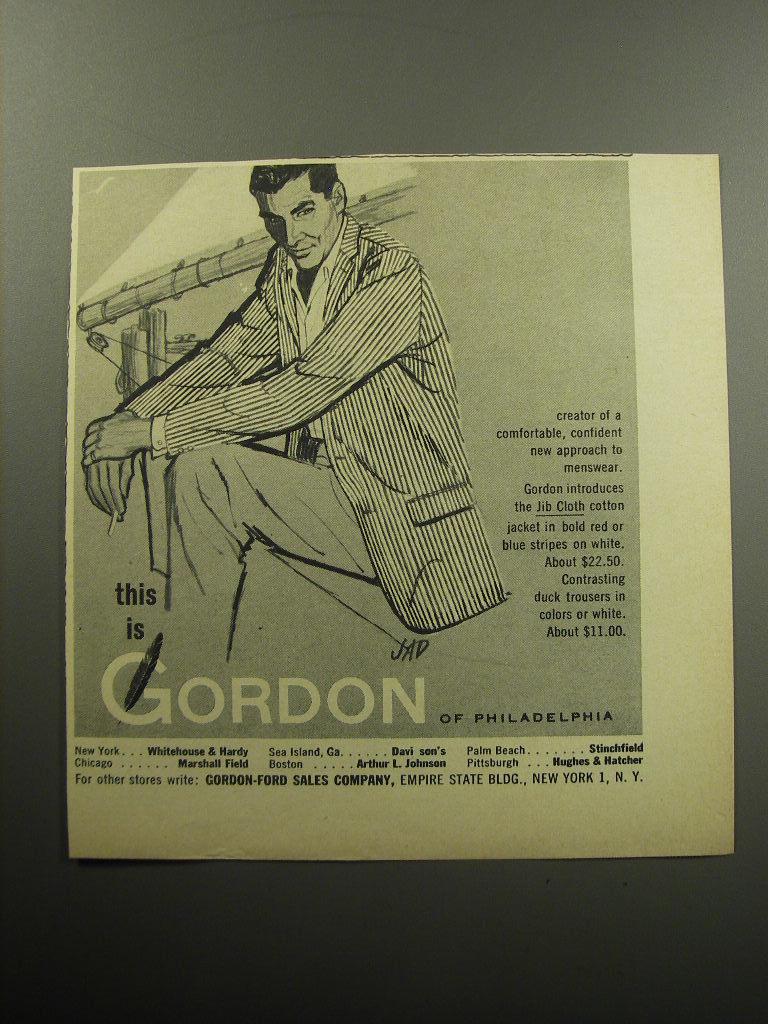 creator of a
comfortable, confident
new approach to
menswear.
Gordon introduces
the Jib Cloth cotton
jacket in bold red or
blue stripes on white.
About $22.50.
Contrasting
duck trousers in
colors or white.
About $11.00.
this
is
JAD
GORDON OF PHILADELPHIA
New York . . . Whitehouse & Hardy Sea Island, Ga. . . . . . Davi son's Palm Beach . . . . . . . Stinchfield
Chicago . . . . . . Marshall Field Boston . . . . . Arthur L. Johnson Pittsburgh . . . Hughes & Hatcher
For other stores write: GORDON-FORD SALES COMPANY, EMPIRE STATE BLDG., NEW YORK 1, N. Y.